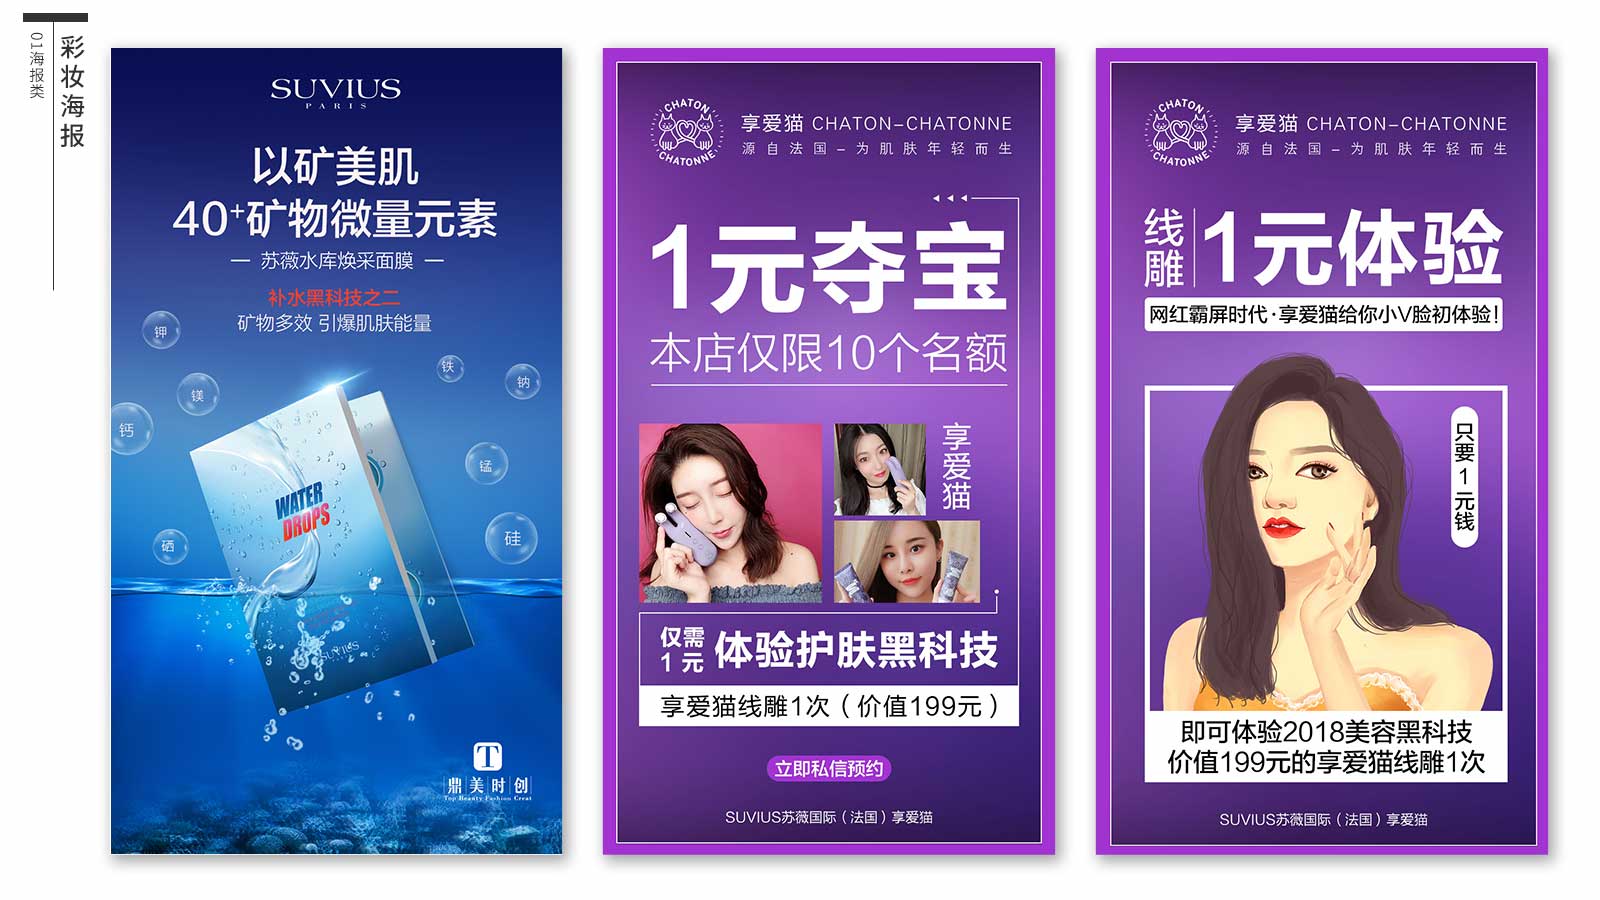 彩妆海报
01海报类
SUVIUS
PARIS
以矿美肌
40+矿物微量元素
苏薇水库焕采面膜
补水黑科技之二
矿物多效 引爆肌肤能量
钾
铁
钠
镁
钙
锰
硒
硅
WATER
DROPS
SUVIUS
T
鼎美时创
Top Beauty Fashion Creat
CHATON
CHATONNE
享爱猫 CHATON-CHATONNE
源自法国-为肌肤年轻而生
1元夺宝
本店仅限10个名额
享爱猫
仅需
1元
体验护肤黑科技
享爱猫线雕1次（价值199元）
立即私信预约
SUVIUS苏薇国际（法国）享爱猫
CHATON
CHATONNE
享爱猫 CHATON-CHATONNE
源自法国-为肌肤年轻而生
线雕
1元体验
网红霸屏时代·享爱猫给你小V脸初体验!
只要1元钱
即可体验2018美容黑科技
价值199元的享爱猫线雕1次
SUVIUS苏薇国际（法国）享爱猫